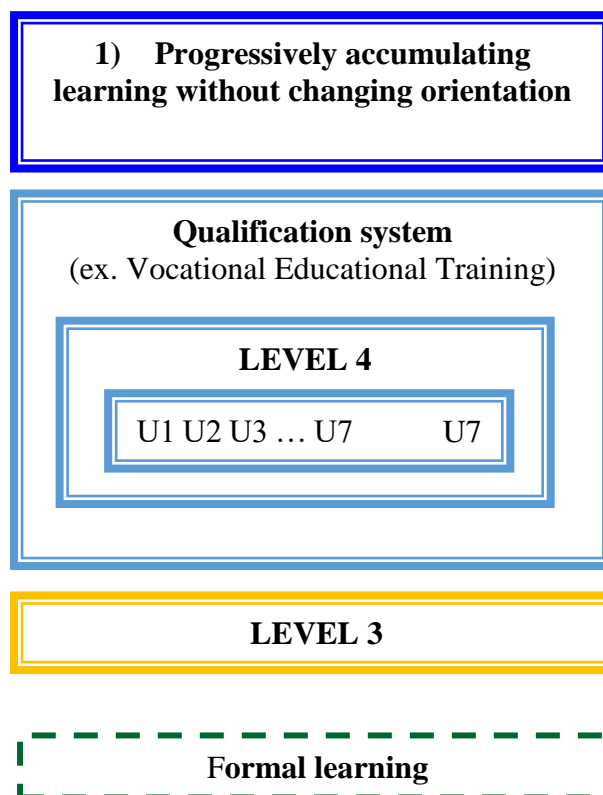 1) Progressively accumulating
learning without changing orientation
Qualification system
(ex. Vocational Educational Training)
LEVEL 4
U1 U2 U3 … U7 U7
LEVEL 3
Formal learning